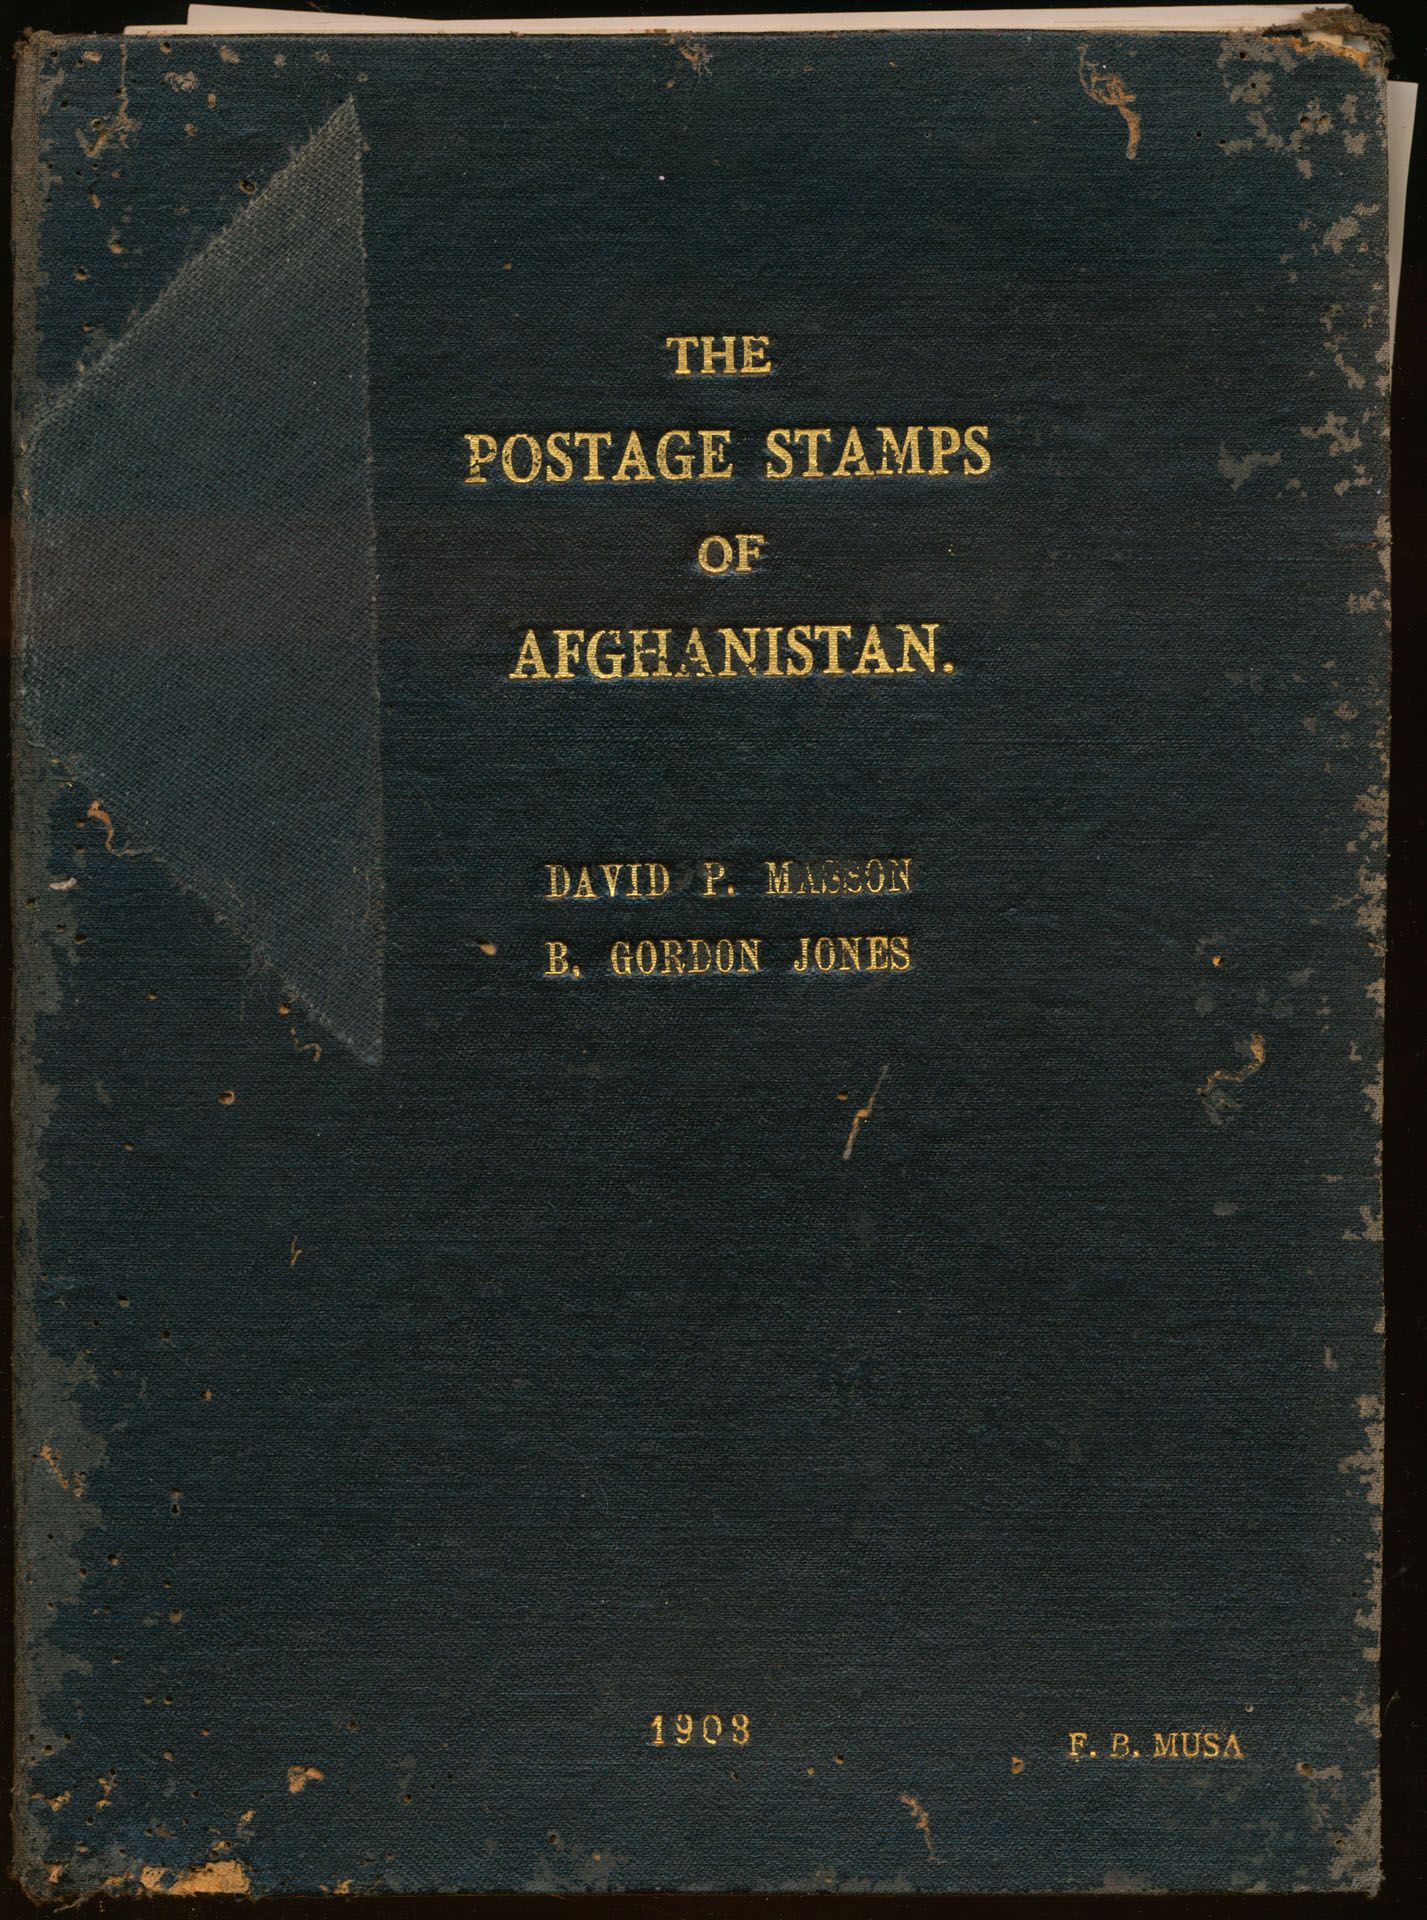 THE
POSTAGE STAMPS
OF
AFGHANISTAN.
DAVID P. MASSON
B. GORDON JONES
1908
F. B. MUSA